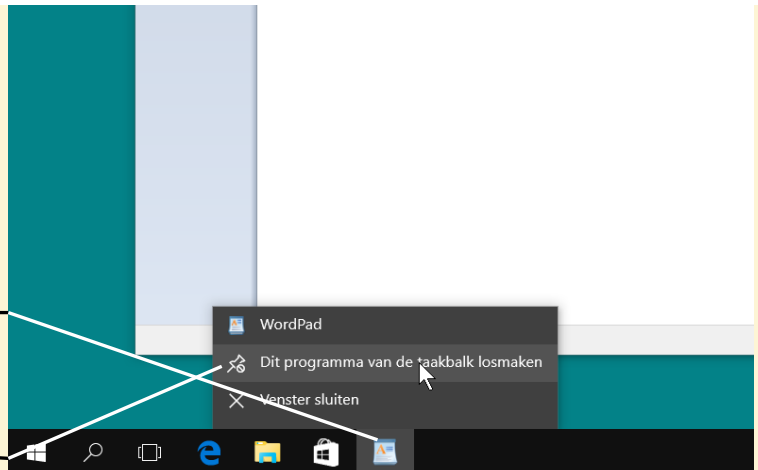 WordPad
Dit programma van de taakbalk losmaken
Venster sluiten